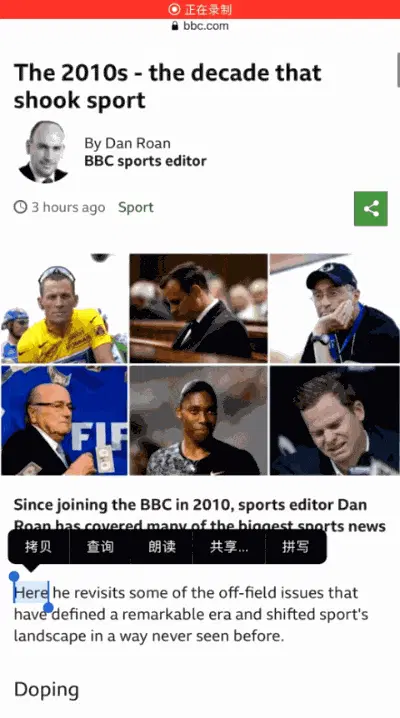 正在录制
bbc.com
The 2010s - the decade that
shook sport
By Dan Roan
BBC sports editor
3 hours ago Sport
FIF
Since joining the BBC in 2010, sports editor Dan
Roan has covered many of the biggest sports news
拷贝 查询 朗读 共享... 拼写
Here he revisits some of the off-field issues that
have defined a remarkable era and shifted sport's
landscape in a way never seen before.
Doping